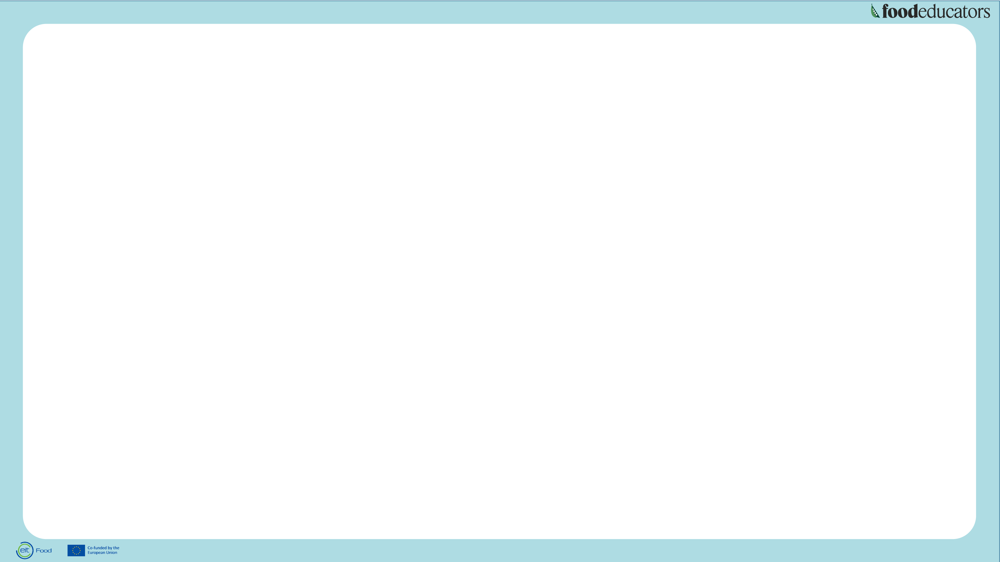 foodeducators
eit Food
Co-funded by the
European Union